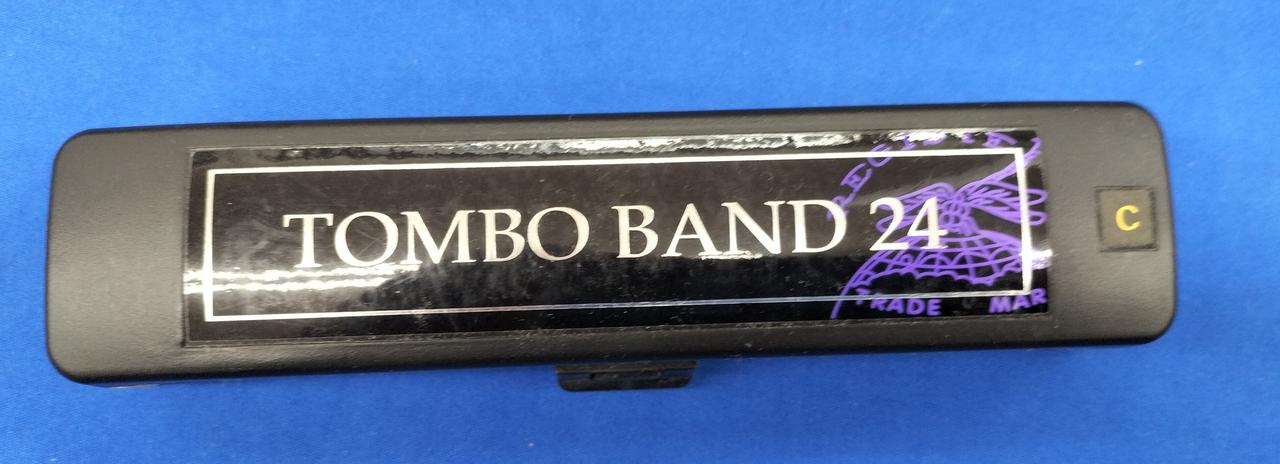 TOMBO BAND 24
C
TRADE MAR